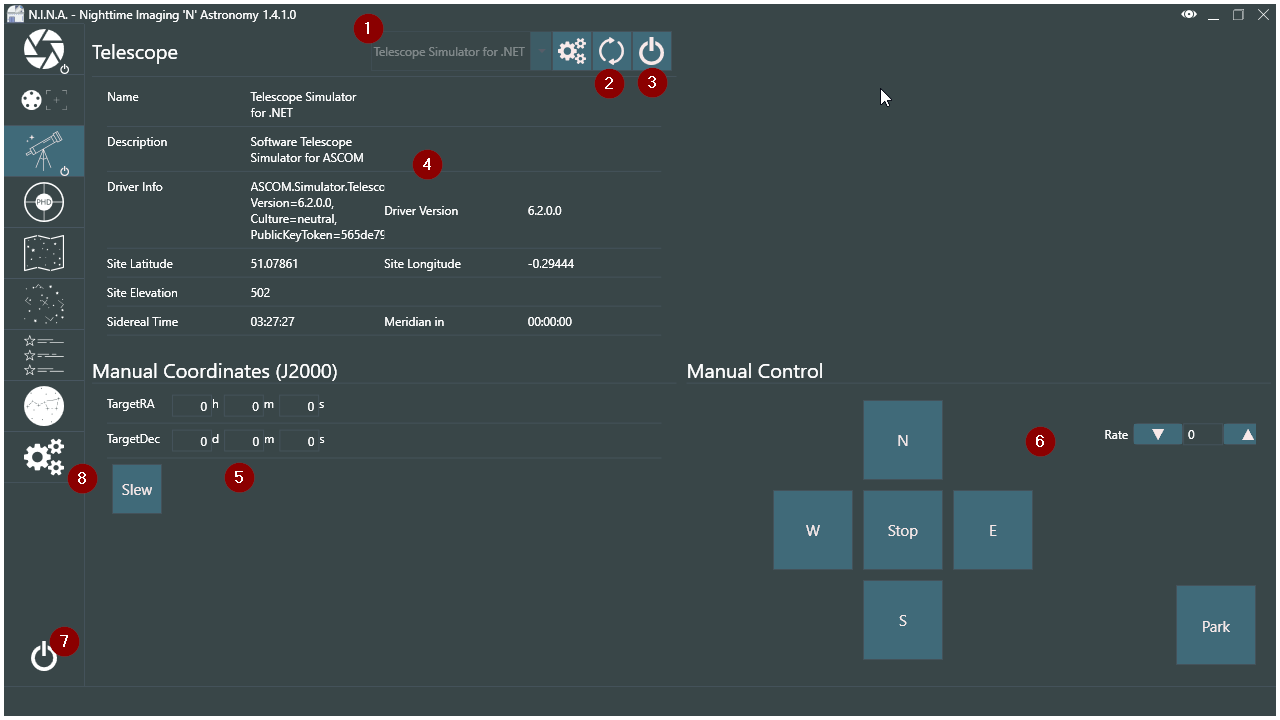 N.I.N.A. - Nighttime Imaging 'N' Astronomy 1.4.1.0
1
Telescope
Telescope Simulator for .NET
2
3
Name
Telescope Simulator
for .NET
Description
Software Telescope
Simulator for ASCOM
4
Driver Info
ASCOM.Simulator.Telesco
Version=6.2.0.0,
Culture=neutral,
PublicKeyToken=565de79
Driver Version
6.2.0.0
PHD
Site Latitude
51.07861
Site Longitude
-0.29444
Site Elevation
502
Sidereal Time
03:27:27
Meridian in
00:00:00
Manual Coordinates (J2000)
TargetRA 0 h 0 m 0 s
TargetDec 0 d 0 m 0 s
8
Slew
5
7
Manual Control
N
6
Rate 0
W
Stop
E
S
Park